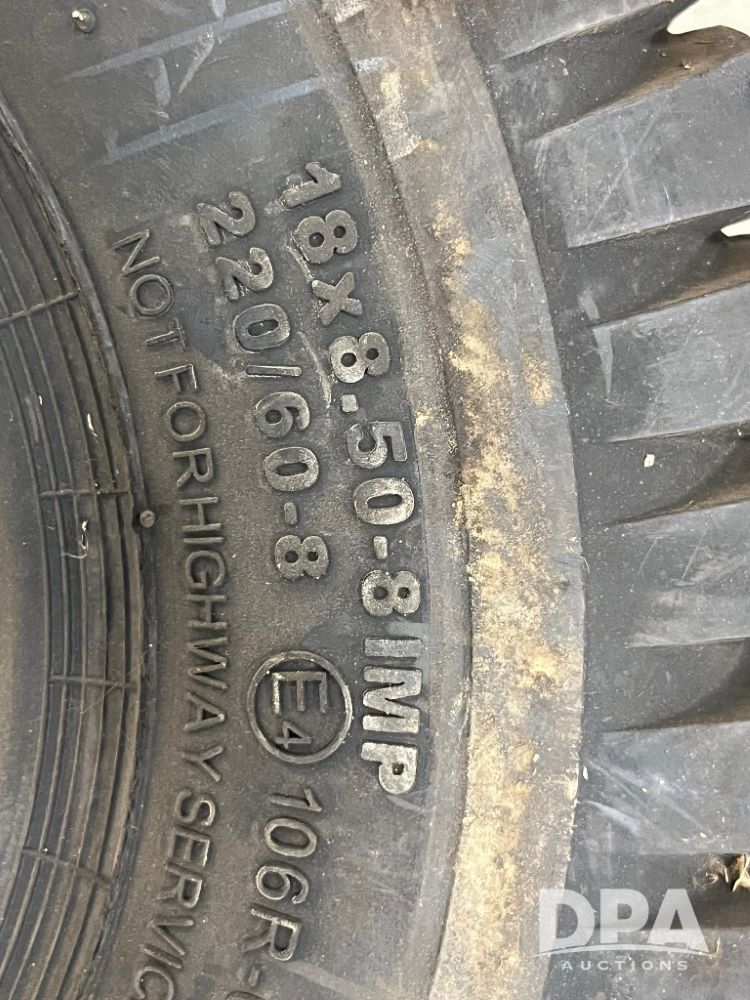 18x8.50-8 IMP
220/60-8
E4 106R-
NOT FOR HIGHWAY SERVIC
DPA
AUCTIONS